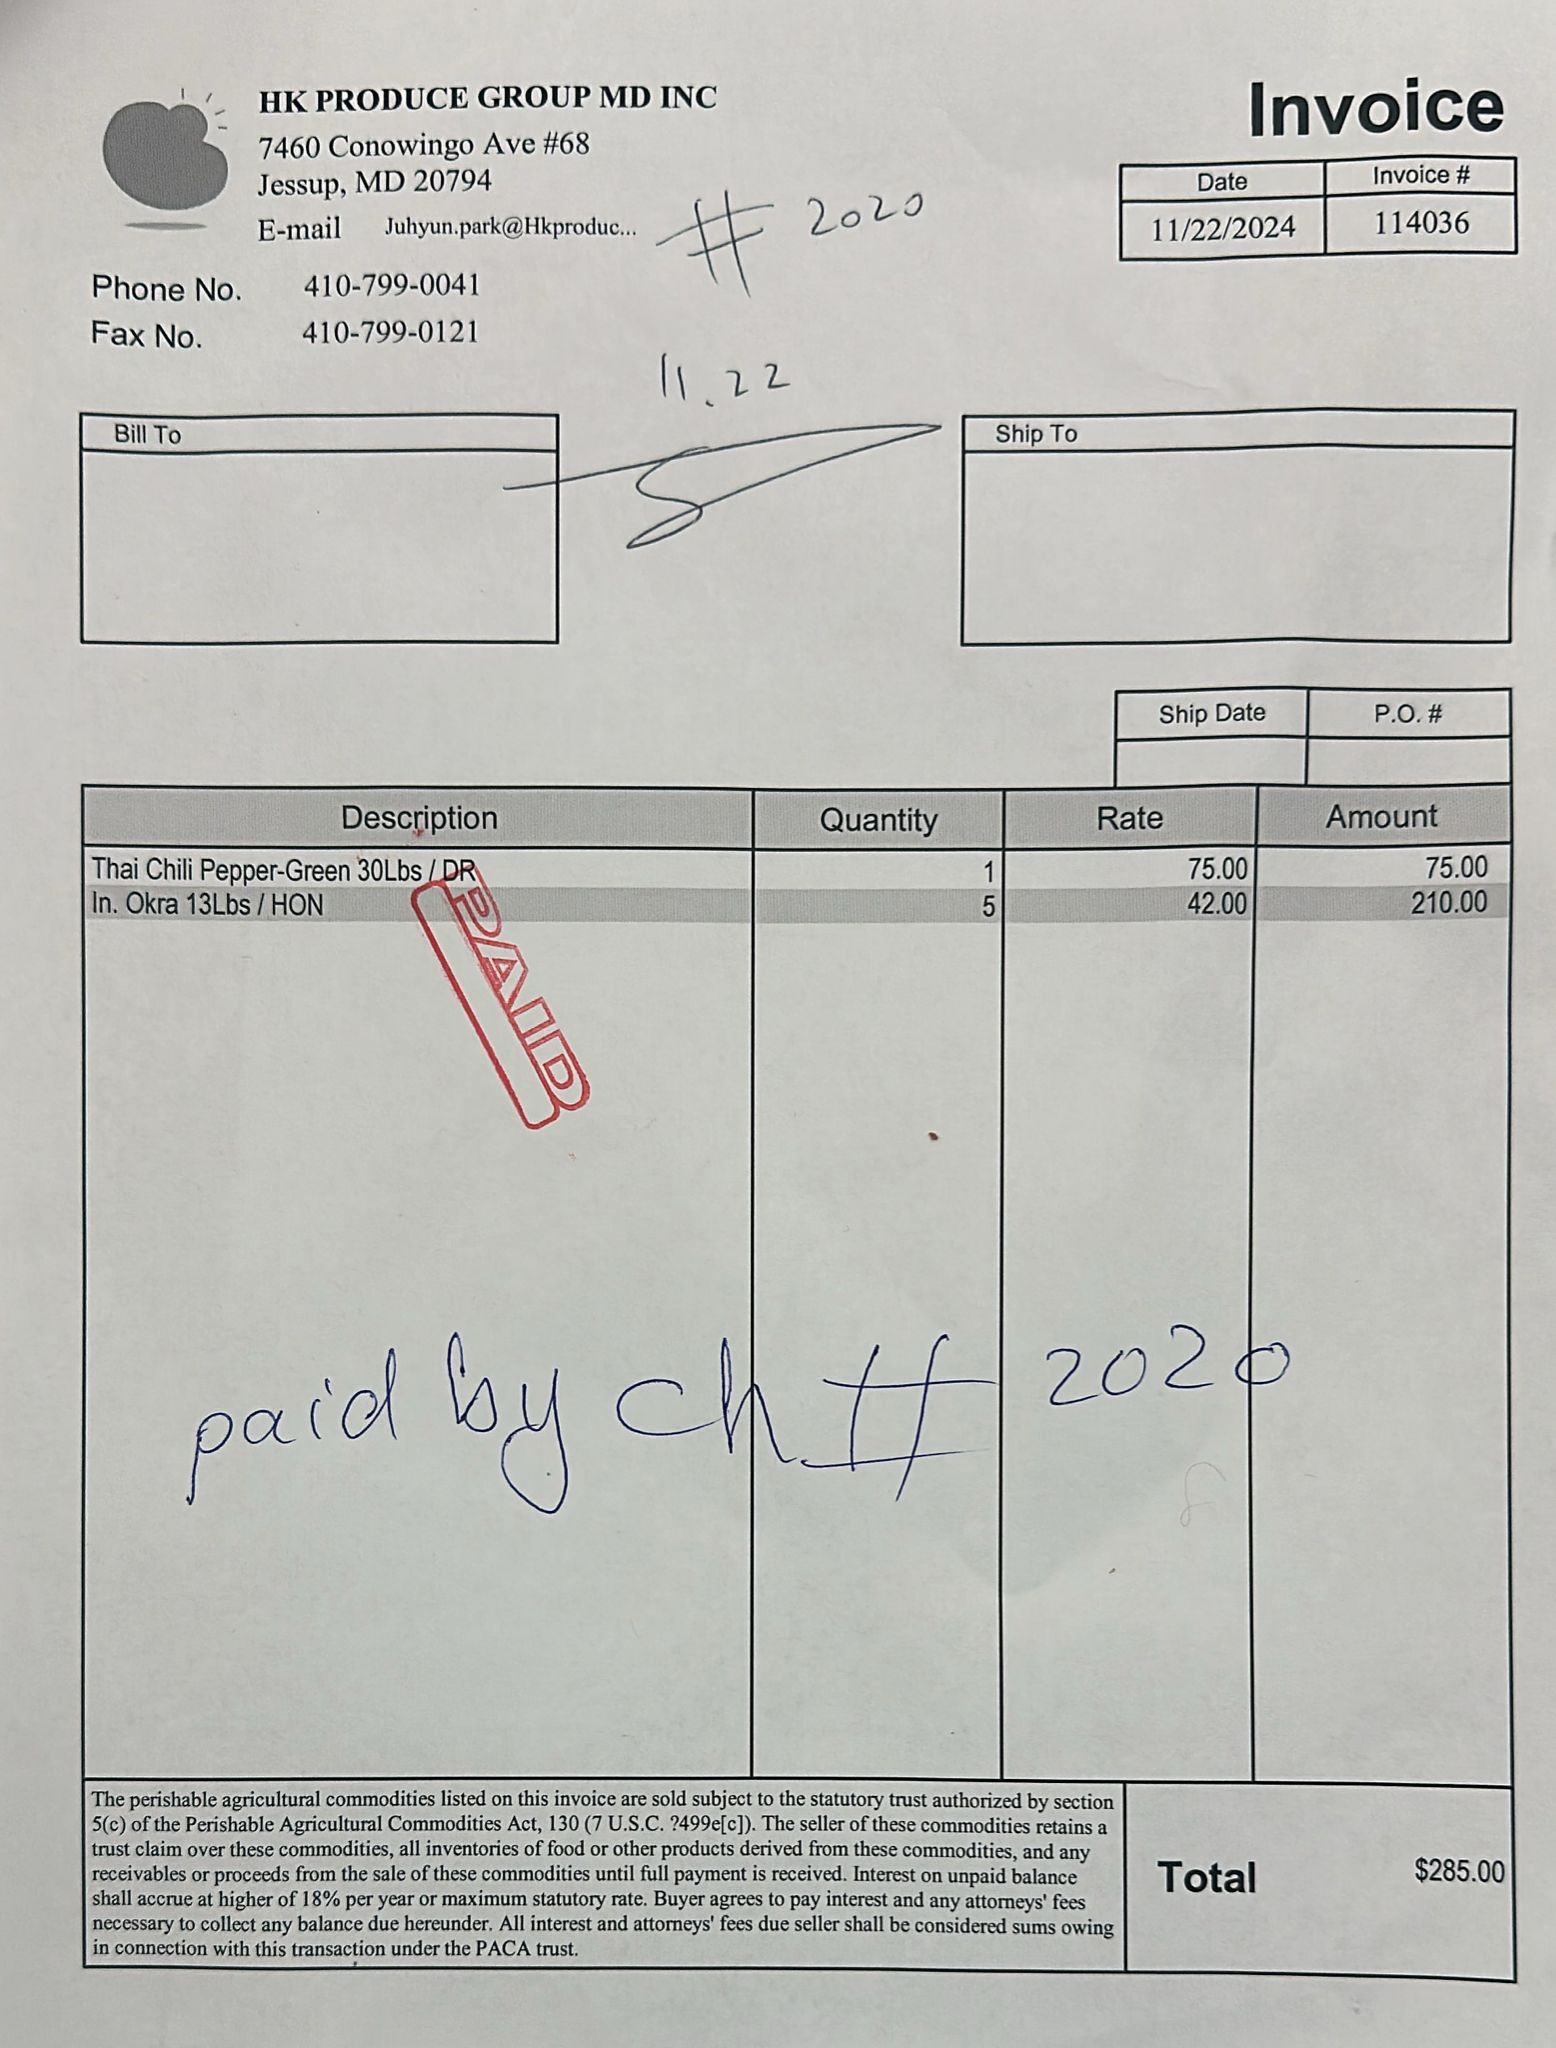 HK PRODUCE GROUP MD INC
7460 Conowingo Ave #68
Jessup, MD 20794
E-mail Juhyun.park@Hkproduc...
Phone No. 410-799-0041
Fax No. 410-799-0121
Invoice
Date Invoice #
11/22/2024 114036
# 2020
11.22
Bill To
Ship To
Ship Date P.O. #
Description Quantity Rate Amount
Thai Chili Pepper-Green 30Lbs / DR 1 75.00 75.00
In. Okra 13Lbs / HON 5 42.00 210.00
PAID
paid by ch # 2020
The perishable agricultural commodities listed on this invoice are sold subject to the statutory trust authorized by section
5(c) of the Perishable Agricultural Commodities Act, 130 (7 U.S.C. ?499e[c]). The seller of these commodities retains a
trust claim over these commodities, all inventories of food or other products derived from these commodities, and any
receivables or proceeds from the sale of these commodities until full payment is received. Interest on unpaid balance
shall accrue at higher of 18% per year or maximum statutory rate. Buyer agrees to pay interest and any attorneys' fees
necessary to collect any balance due hereunder. All interest and attorneys' fees due seller shall be considered sums owing
in connection with this transaction under the PACA trust.
Total $285.00